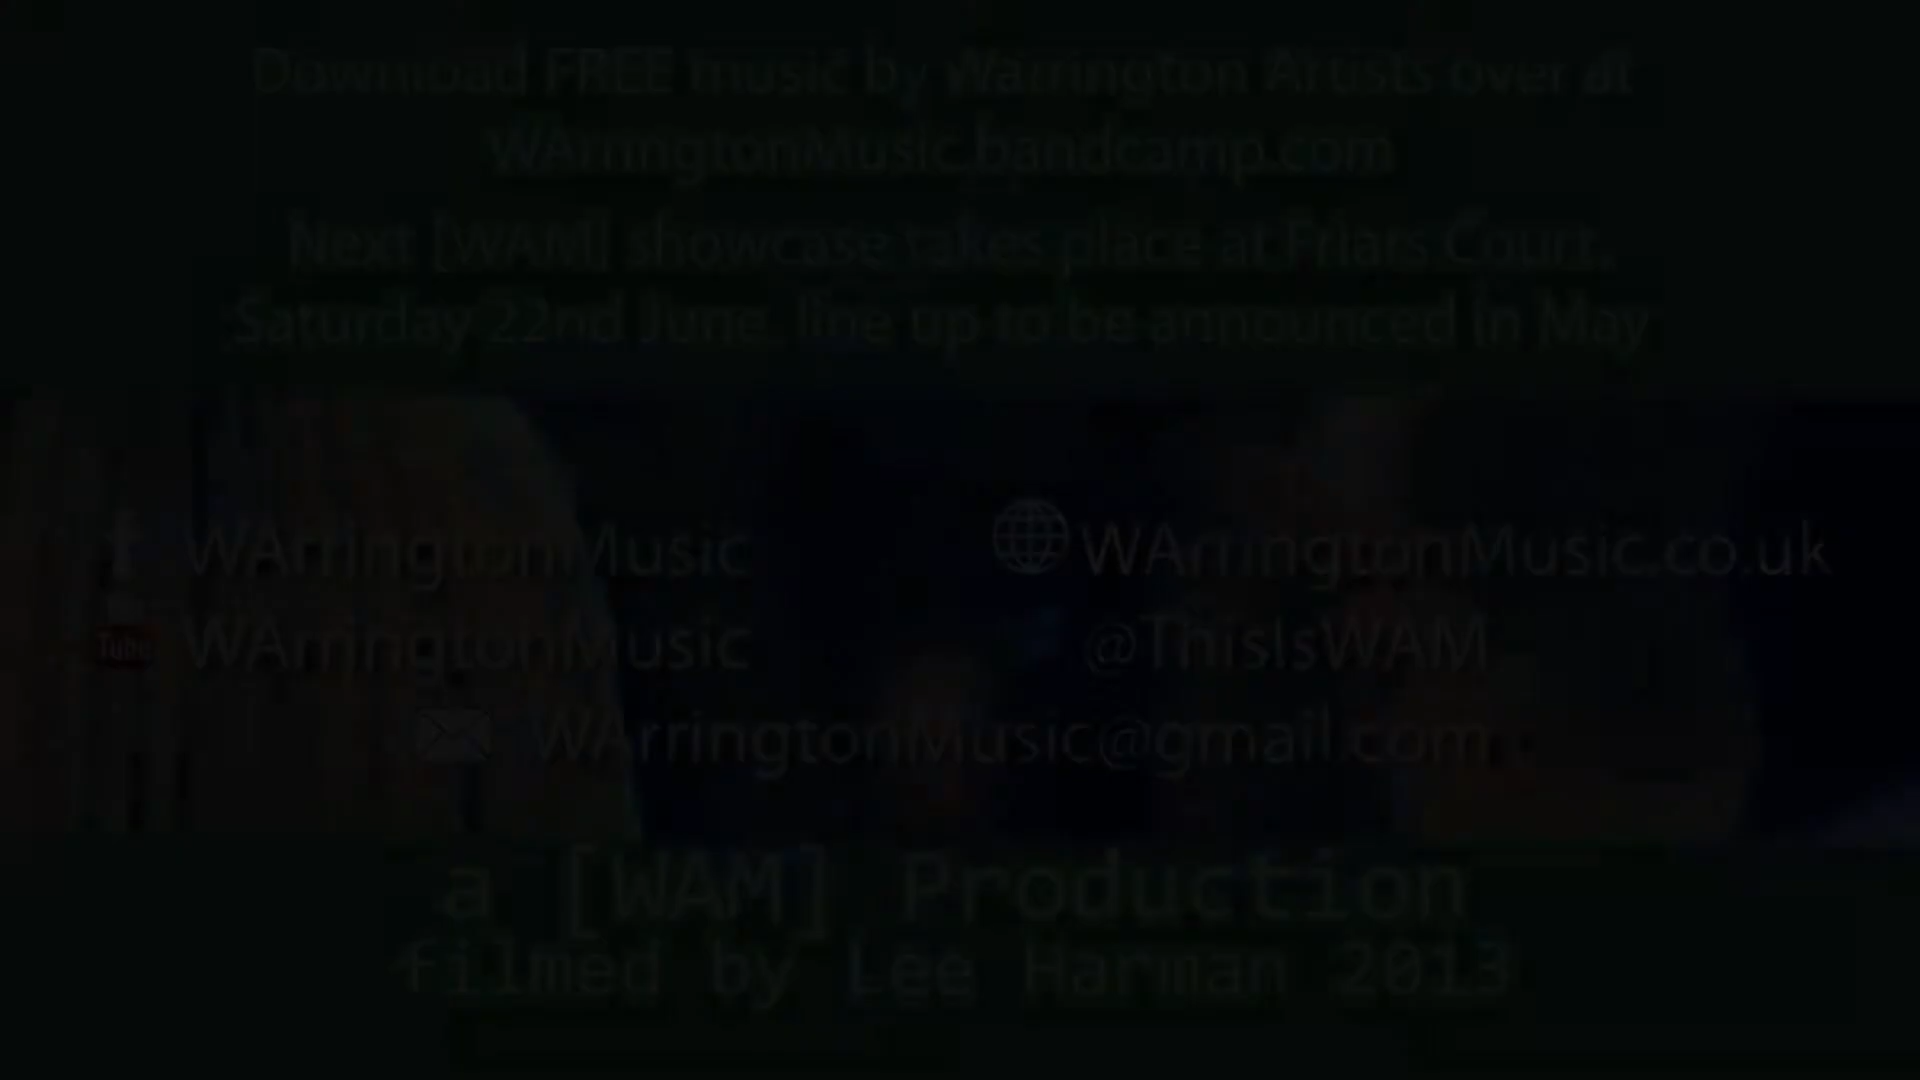 Download FREE music by Warrington Artists over at
WArringtonMusic.bandcamp.com
Next [WAM] showcase takes place at Friars Court,
Saturday 22nd June, line up to be announced in May
f WArringtonMusic
WArringtonMusic.co.uk
Tube WArringtonMusic
@ThisIsWAM
WArringtonMusic@gmail.com
a [WAM] Production
filmed by Lee Harman 2013